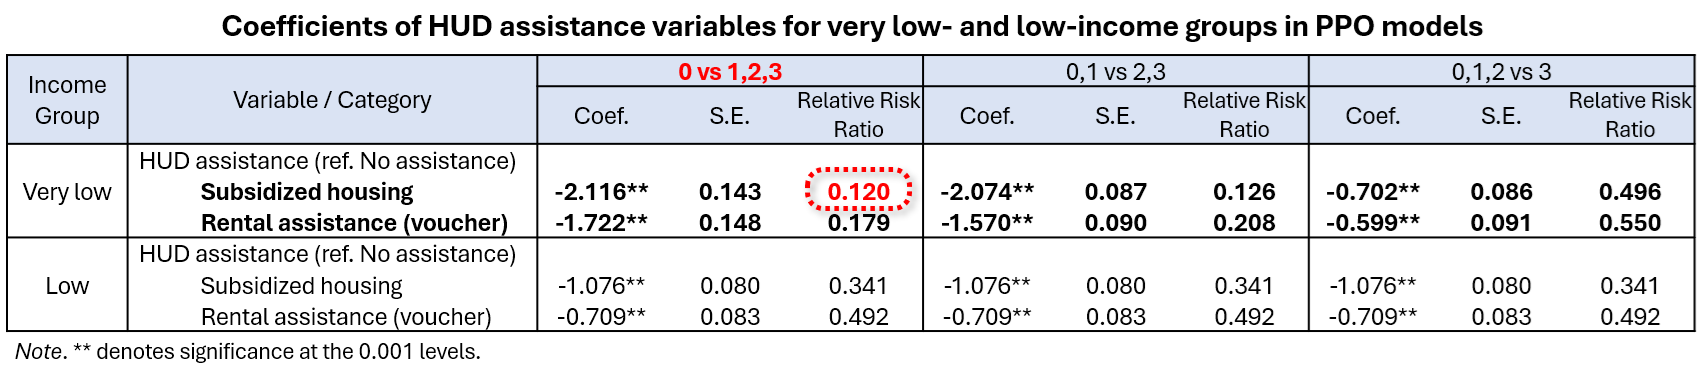 Coefficients of HUD assistance variables for very low- and low-income groups in PPO models
Income Group Variable / Category 0 vs 1,2,3 0,1 vs 2,3 0,1,2 vs 3
Coef. S.E. Relative Risk Ratio Coef. S.E. Relative Risk Ratio Coef. S.E. Relative Risk Ratio
HUD assistance (ref. No assistance)
Very low Subsidized housing -2.116** 0.143 0.120 -2.074** 0.087 0.126 -0.702** 0.086 0.496
Rental assistance (voucher) -1.722** 0.148 0.179 -1.570** 0.090 0.208 -0.599** 0.091 0.550
HUD assistance (ref. No assistance)
Low Subsidized housing -1.076** 0.080 0.341 -1.076** 0.080 0.341 -1.076** 0.080 0.341
Rental assistance (voucher) -0.709** 0.083 0.492 -0.709** 0.083 0.492 -0.709** 0.083 0.492
Note. ** denotes significance at the 0.001 levels.